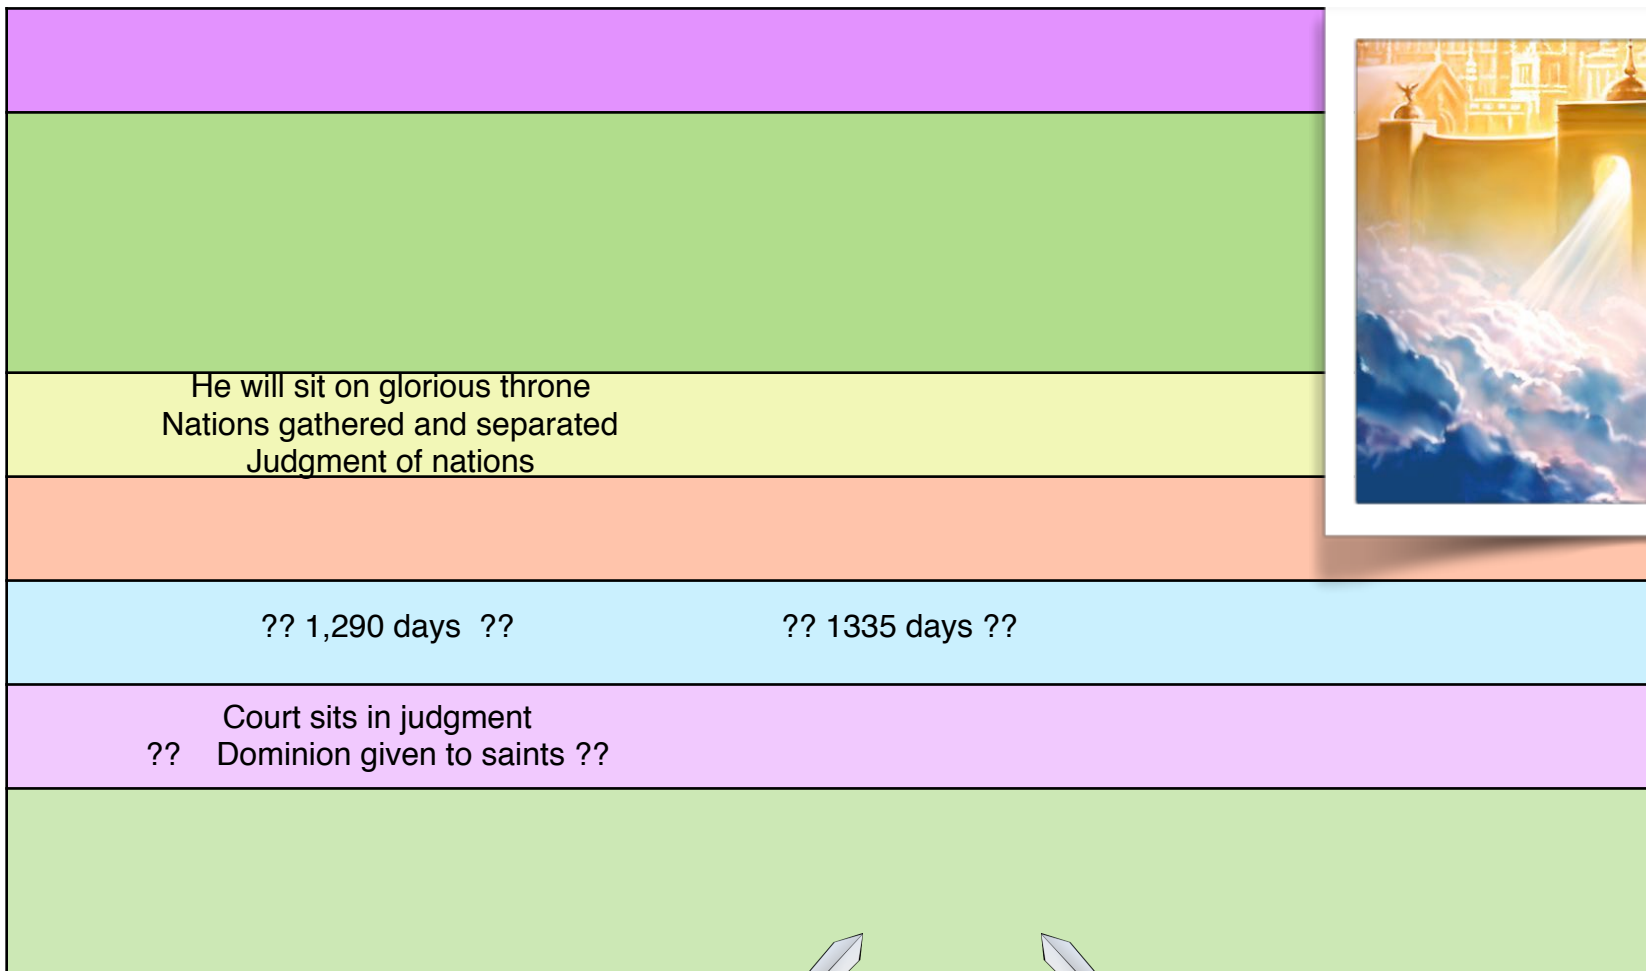 He will sit on glorious throne
Nations gathered and separated
Judgment of nations
?? 1,290 days  ??    ?? 1335 days ??
Court sits in judgment
??    Dominion given to saints ??